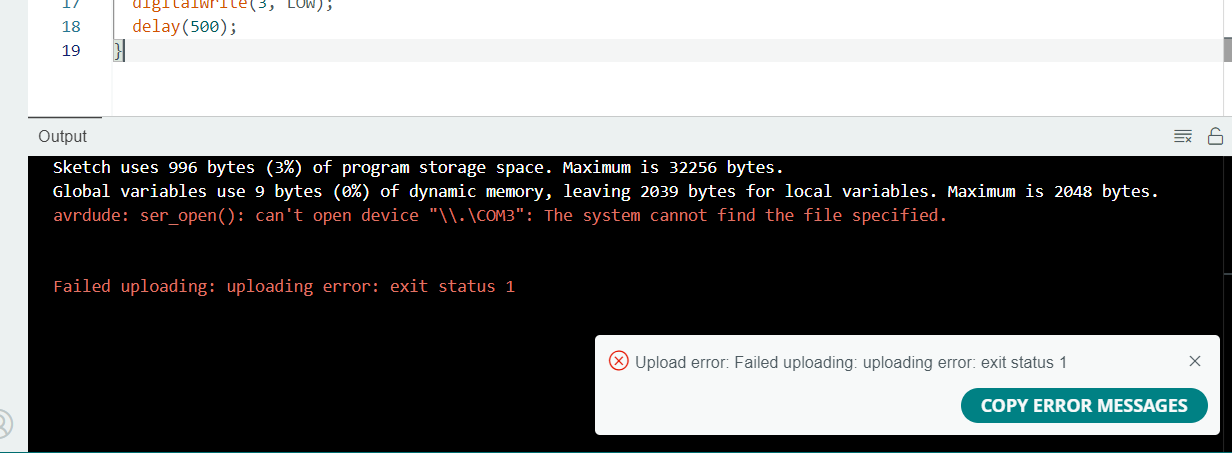 17 digitalWrite(3, LOW);
18 delay(500);
19 }
Output
Sketch uses 996 bytes (3%) of program storage space. Maximum is 32256 bytes.
Global variables use 9 bytes (0%) of dynamic memory, leaving 2039 bytes for local variables. Maximum is 2048 bytes.
avrdude: ser_open(): can't open device "\\.\COM3": The system cannot find the file specified.
Failed uploading: uploading error: exit status 1
Upload error: Failed uploading: uploading error: exit status 1
COPY ERROR MESSAGES